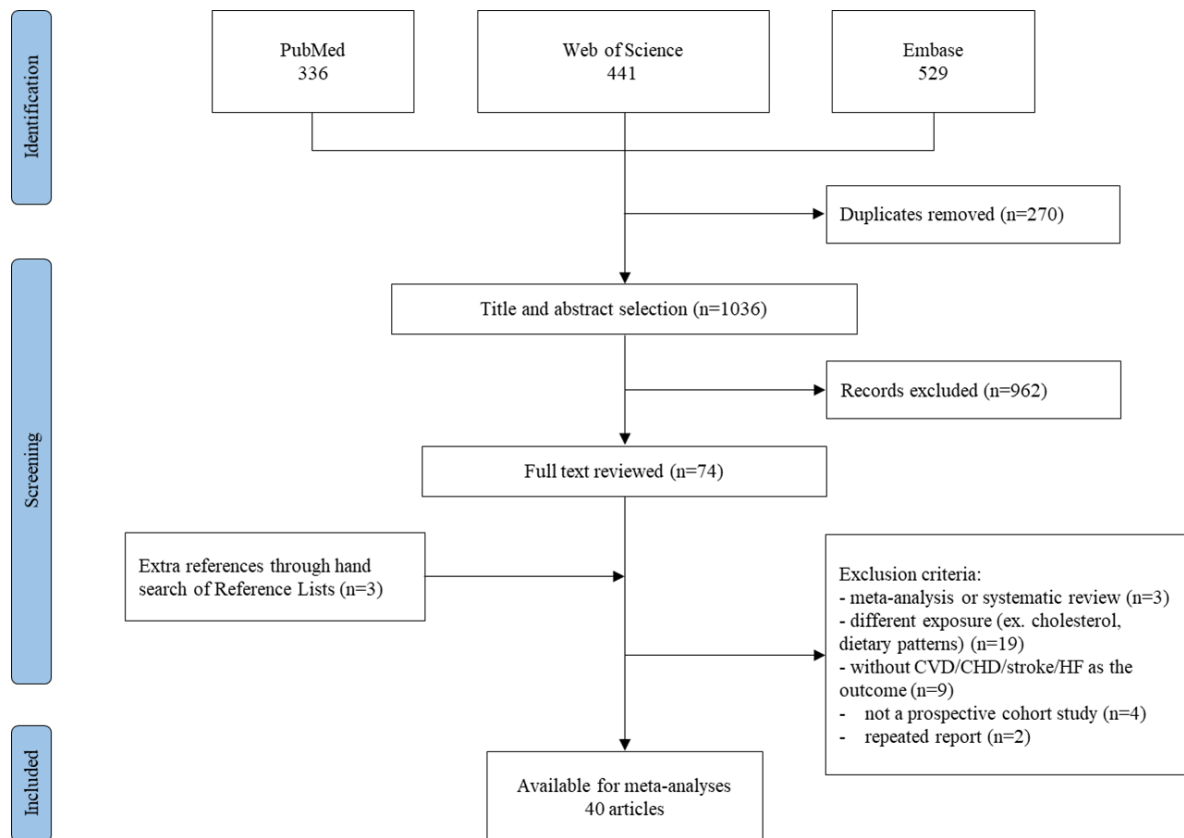 Identification
PubMed
336
Web of Science
441
Embase
529
Duplicates removed (n=270)
Screening
Title and abstract selection (n=1036)
Records excluded (n=962)
Full text reviewed (n=74)
Extra references through hand
search of Reference Lists (n=3)
Exclusion criteria:
- meta-analysis or systematic review (n=3)
- different exposure (ex. cholesterol,
dietary patterns) (n=19)
- without CVD/CHD/stroke/HF as the
outcome (n=9)
- not a prospective cohort study (n=4)
- repeated report (n=2)
Included
Available for meta-analyses
40 articles